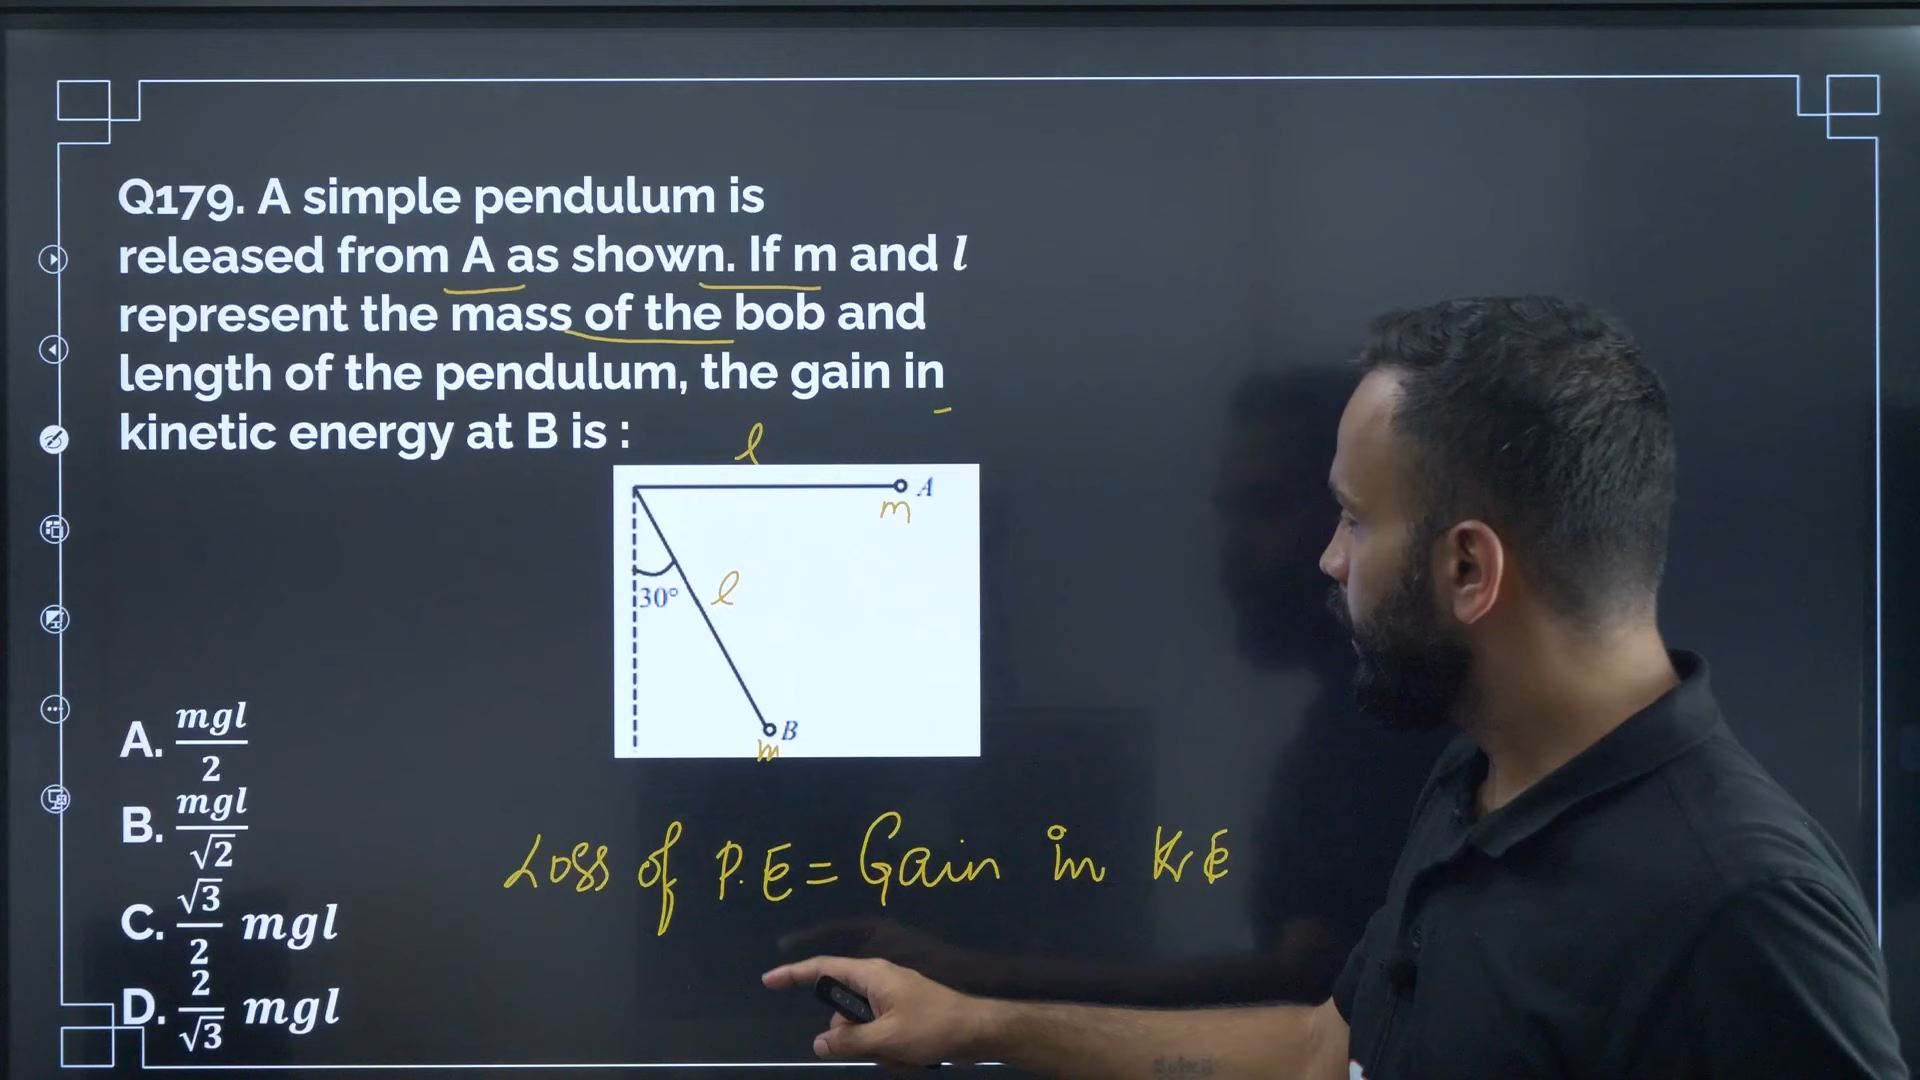 Q179. A simple pendulum is
released from A as shown. If m and l
represent the mass of the bob and
length of the pendulum, the gain in
kinetic energy at B is :
l
A
m
30°
l
B
m
A. mgl/2
B. mgl/√2
C. √3/2 mgl
D. 2/√3 mgl
Loss of P.E = Gain in K E